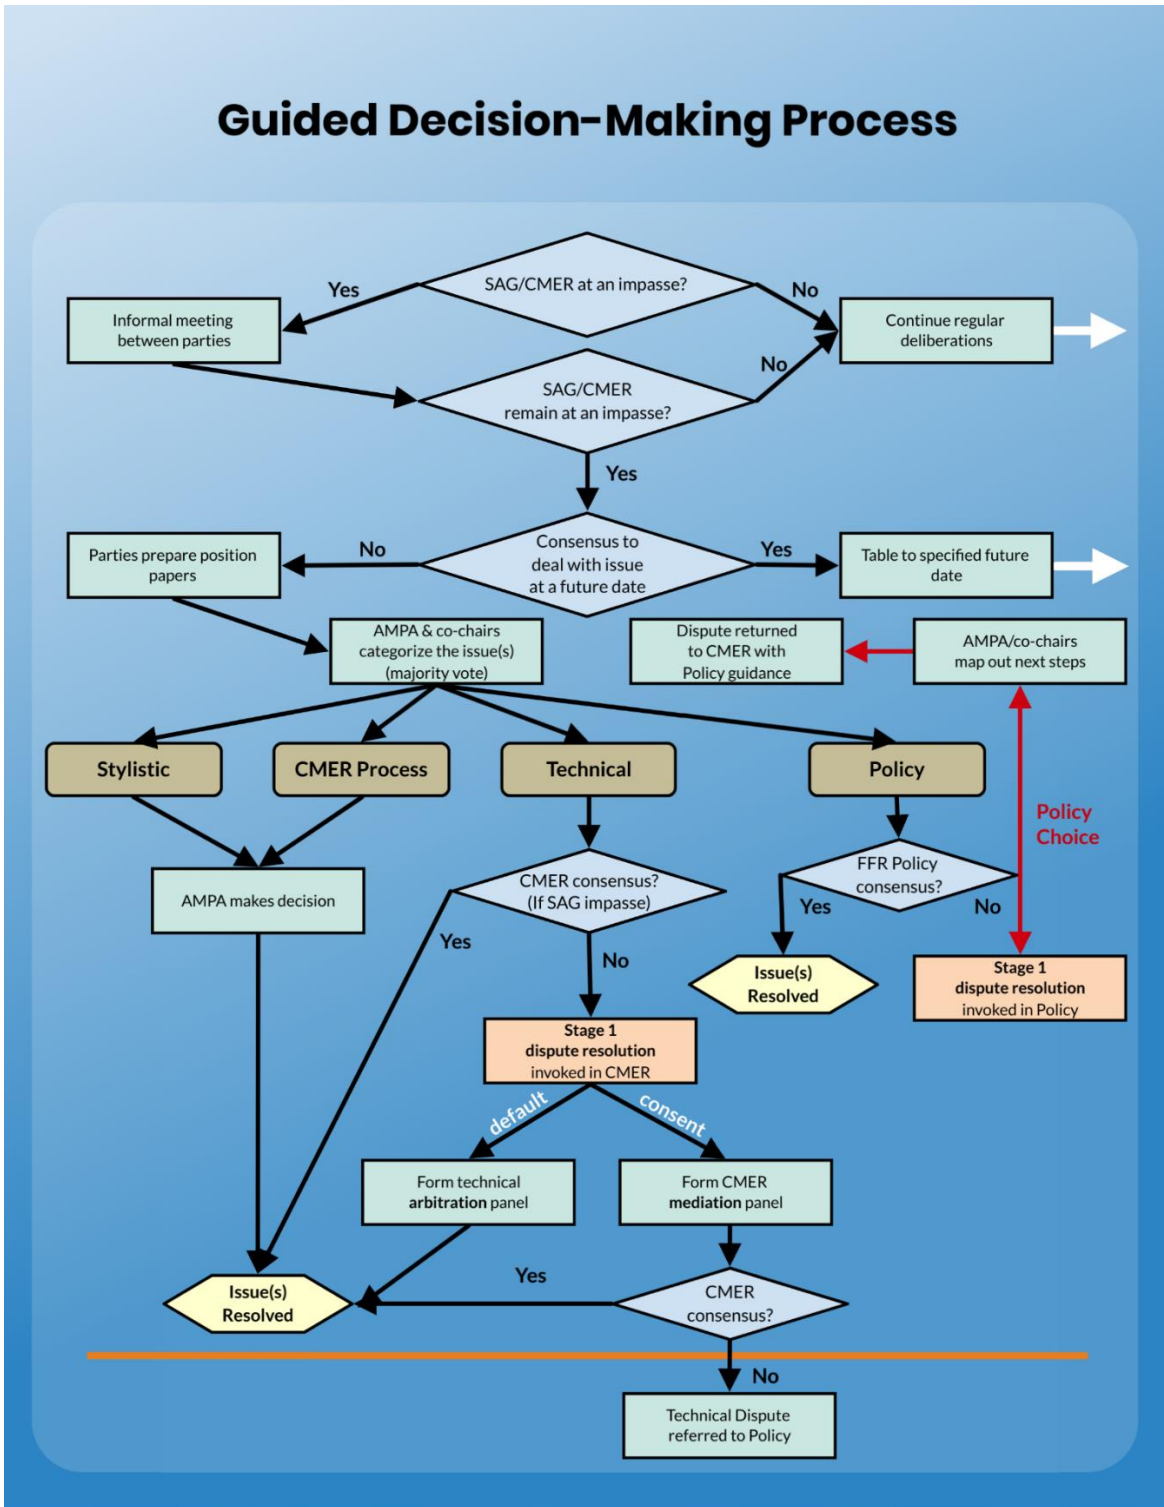 Guided Decision-Making Process
SAG/CMER at an impasse?
Yes
No
Informal meeting
between parties
Continue regular
deliberations
No
SAG/CMER
remain at an impasse?
Yes
Consensus to
deal with issue
at a future date
No
Yes
Parties prepare position
papers
Table to specified future
date
AMPA & co-chairs
categorize the issue(s)
(majority vote)
Dispute returned
to CMER with
Policy guidance
AMPA/co-chairs
map out next steps
Stylistic
CMER Process
Technical
Policy
Policy
Choice
AMPA makes decision
CMER consensus?
(If SAG impasse)
FFR Policy
consensus?
Yes
No
Yes
No
Issue(s)
Resolved
Stage 1
dispute resolution
invoked in Policy
Stage 1
dispute resolution
invoked in CMER
default
consent
Form technical
arbitration panel
Form CMER
mediation panel
Issue(s)
Resolved
Yes
CMER
consensus?
No
Technical Dispute
referred to Policy